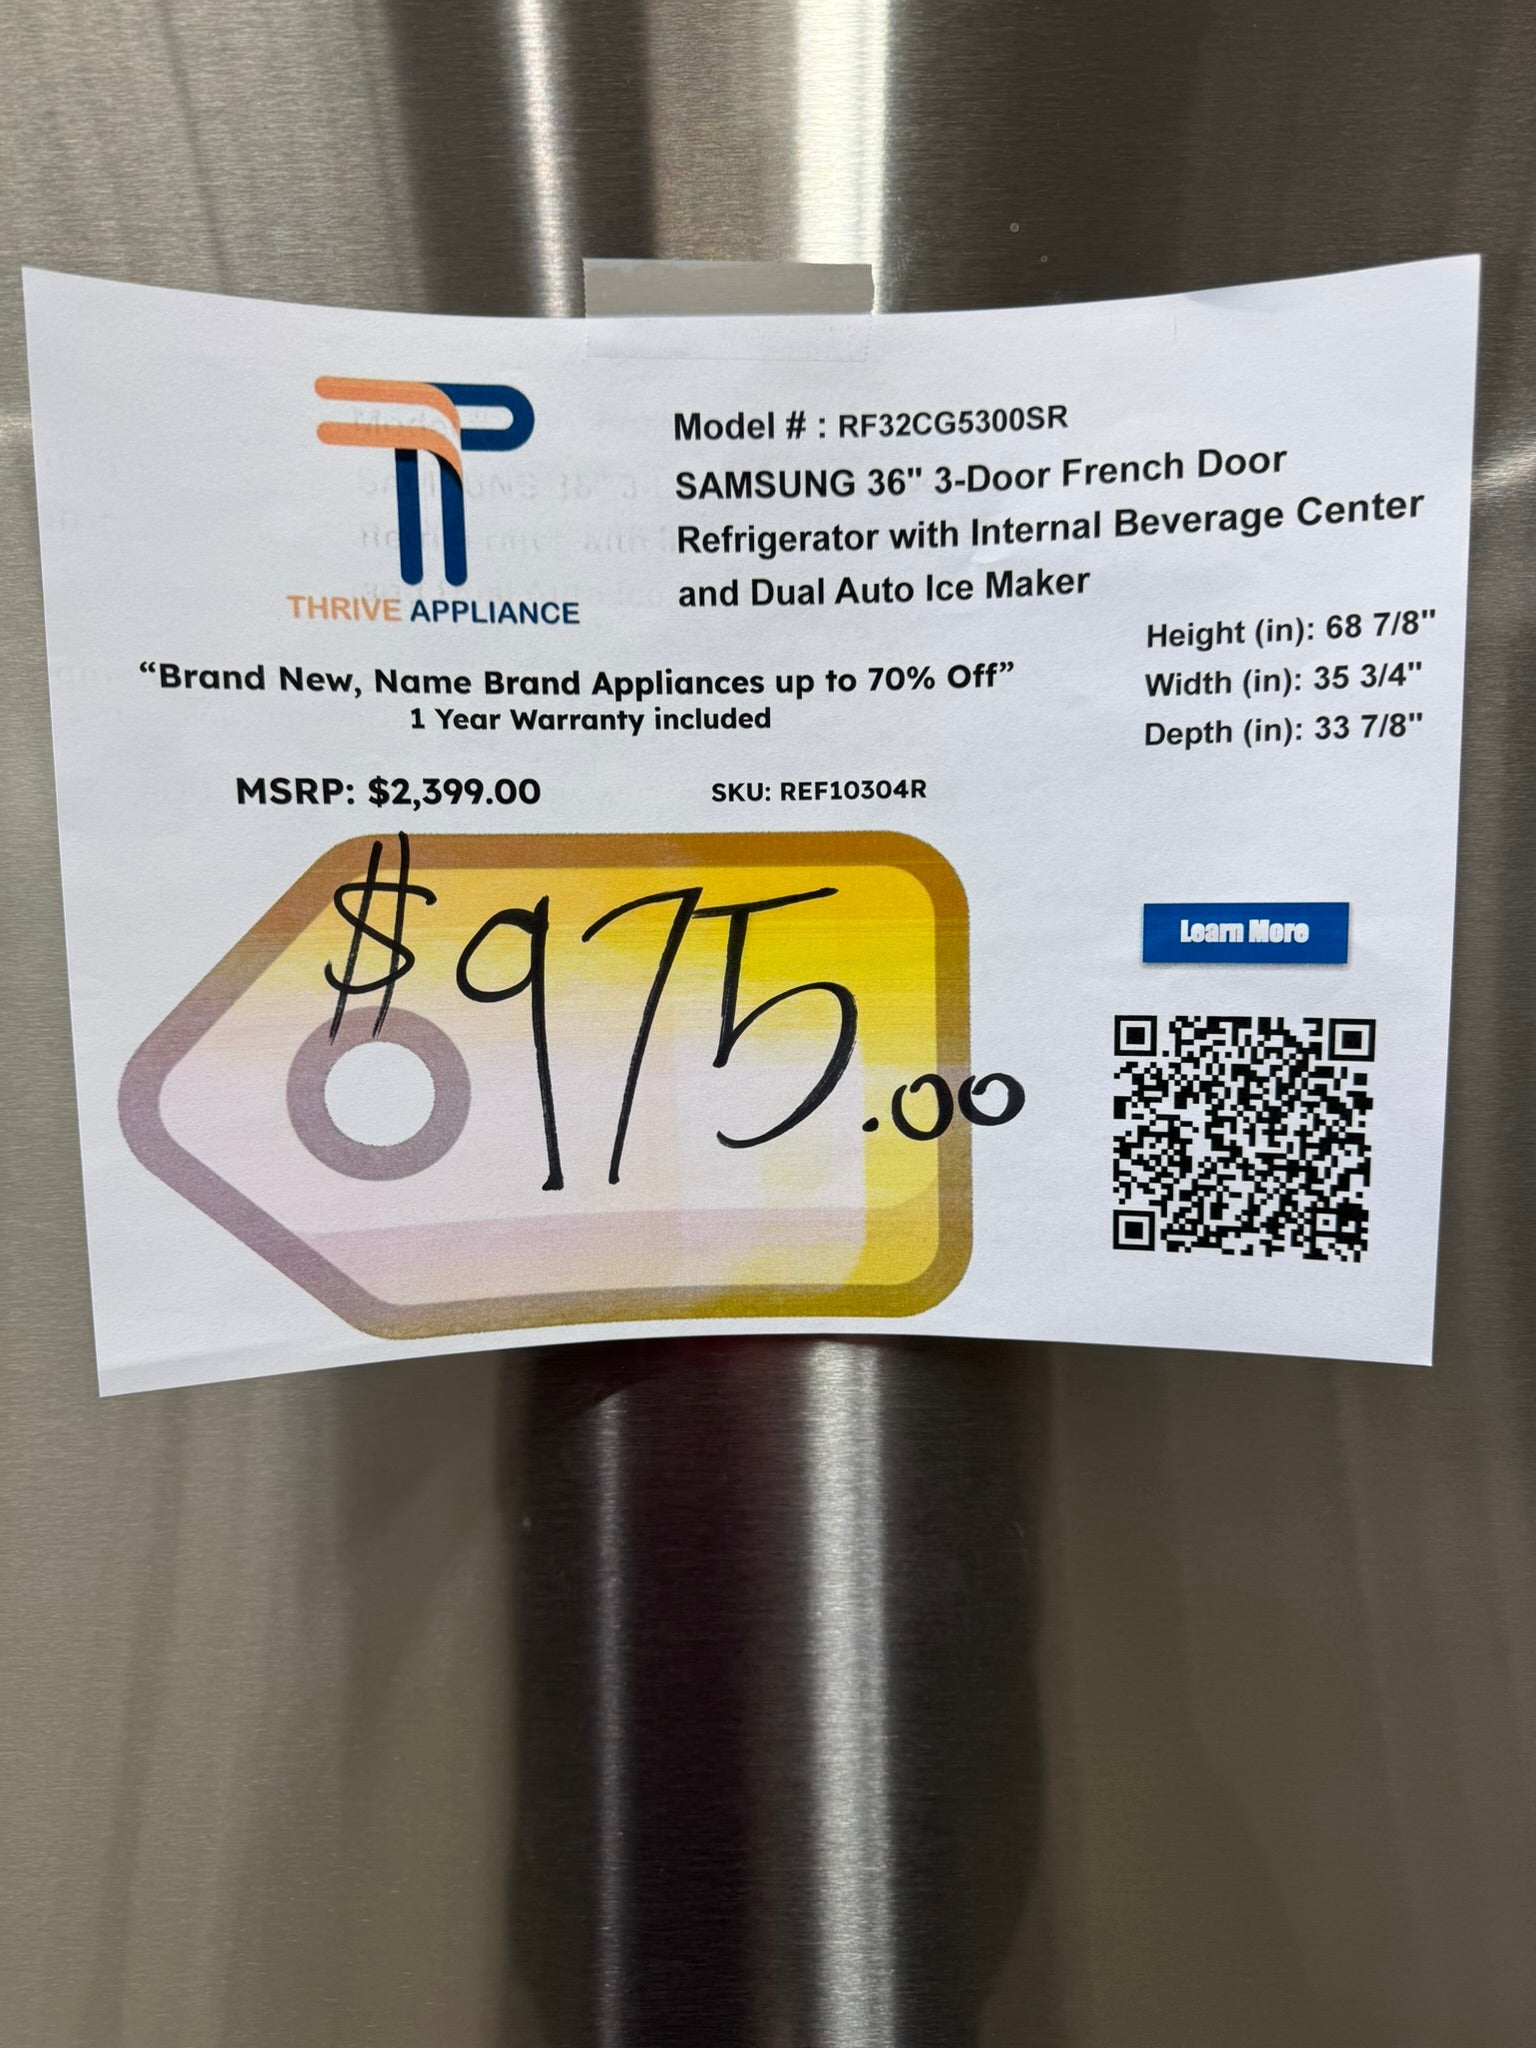 Model # : RF32CG5300SR
SAMSUNG 36" 3-Door French Door
Refrigerator with Internal Beverage Center
and Dual Auto Ice Maker
THRIVE APPLIANCE
Height (in): 68 7/8"
Width (in): 35 3/4"
Depth (in): 33 7/8"
“Brand New, Name Brand Appliances up to 70% Off”
1 Year Warranty included
MSRP: $2,399.00
SKU: REF10304R
$975.00
Learn More